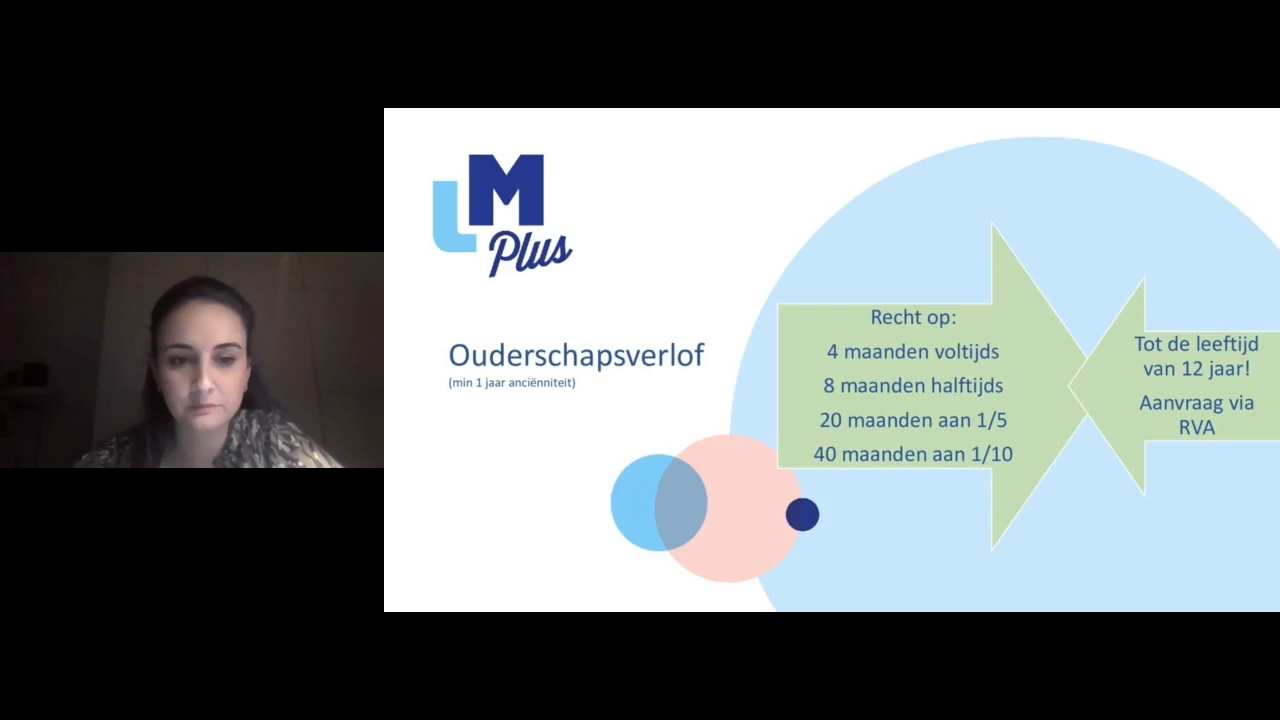 LM
Plus
Ouderschapsverlof
(min 1 jaar anciënniteit)
Recht op:
4 maanden voltijds
8 maanden halftijds
20 maanden aan 1/5
40 maanden aan 1/10
Tot de leeftijd
van 12 jaar!
Aanvraag via
RVA